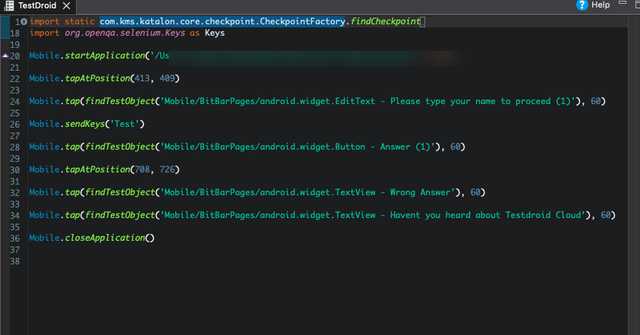 TestDroid
Help
1 import static com.kms.katalon.core.checkpoint.CheckpointFactory.findCheckpoint
18 import org.openqa.selenium.Keys as Keys
19
20 Mobile.startApplication('/Us
21
22 Mobile.tapAtPosition(413, 409)
23
24 Mobile.tap(findTestObject('Mobile/BitBarPages/android.widget.EditText - Please type your name to proceed (1)'), 60)
25
26 Mobile.sendKeys('Test')
27
28 Mobile.tap(findTestObject('Mobile/BitBarPages/android.widget.Button - Answer (1)'), 60)
29
30 Mobile.tapAtPosition(708, 726)
31
32 Mobile.tap(findTestObject('Mobile/BitBarPages/android.widget.TextView - Wrong Answer'), 60)
33
34 Mobile.tap(findTestObject('Mobile/BitBarPages/android.widget.TextView - Havent you heard about Testdroid Cloud'), 60)
35
36 Mobile.closeApplication()
37
38